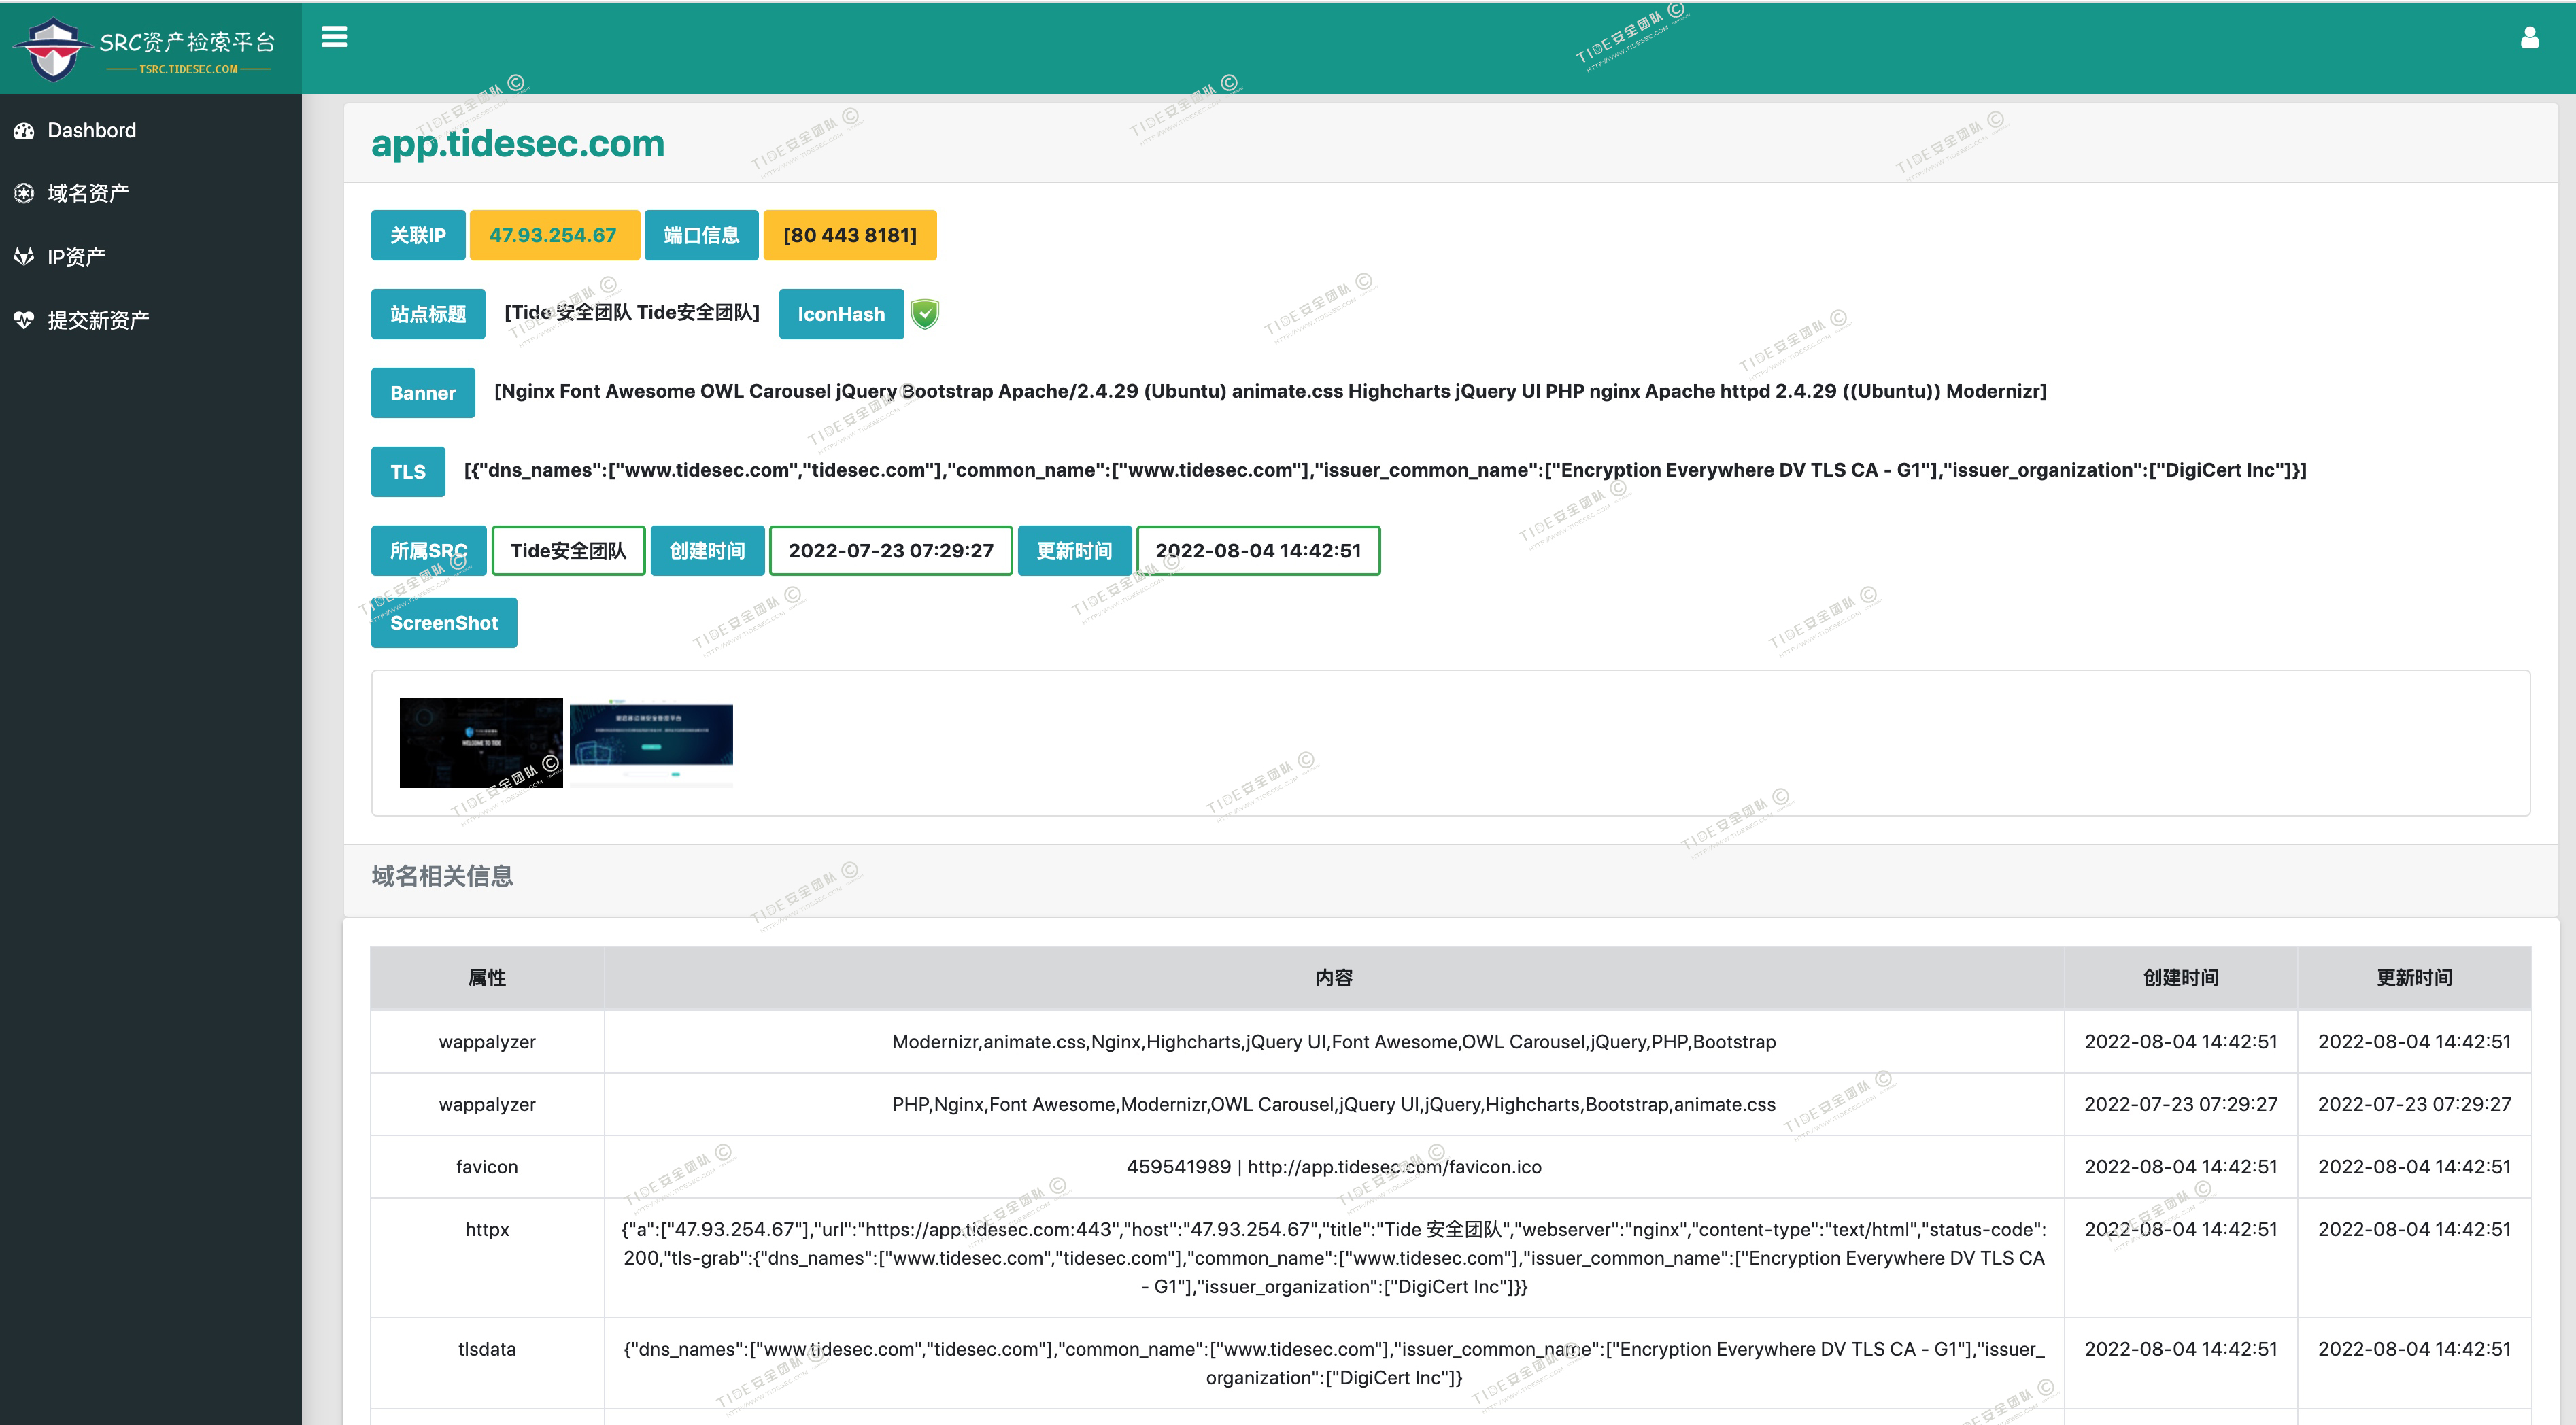 SRC资产检索平台
TSRC.TIDESEC.COM
Dashbord
域名资产
IP资产
提交新资产
app.tidesec.com
关联IP 47.93.254.67 端口信息 [80 443 8181]
站点标题 [Tide 安全团队 Tide安全团队] IconHash
Banner [Nginx Font Awesome OWL Carousel jQuery Bootstrap Apache/2.4.29 (Ubuntu) animate.css Highcharts jQuery UI PHP nginx Apache httpd 2.4.29 ((Ubuntu)) Modernizr]
TLS [{"dns_names":["www.tidesec.com","tidesec.com"],"common_name":["www.tidesec.com"],"issuer_common_name":["Encryption Everywhere DV TLS CA - G1"],"issuer_organization":["DigiCert Inc"]}]
所属SRC Tide安全团队 创建时间 2022-07-23 07:29:27 更新时间 2022-08-04 14:42:51
ScreenShot
WELCOME TO TIDE
域名相关信息
属性 内容 创建时间 更新时间
wappalyzer Modernizr,animate.css,Nginx,Highcharts,jQuery UI,Font Awesome,OWL Carousel,jQuery,PHP,Bootstrap 2022-08-04 14:42:51 2022-08-04 14:42:51
wappalyzer PHP,Nginx,Font Awesome,Modernizr,OWL Carousel,jQuery UI,jQuery,Highcharts,Bootstrap,animate.css 2022-07-23 07:29:27 2022-07-23 07:29:27
favicon 459541989 | http://app.tidesec.com/favicon.ico 2022-08-04 14:42:51 2022-08-04 14:42:51
httpx {"a":["47.93.254.67"],"url":"https://app.tidesec.com:443","host":"47.93.254.67","title":"Tide 安全团队","webserver":"nginx","content-type":"text/html","status-code": 2022-08-04 14:42:51 2022-08-04 14:42:51
200,"tls-grab":{"dns_names":["www.tidesec.com","tidesec.com"],"common_name":["www.tidesec.com"],"issuer_common_name":["Encryption Everywhere DV TLS CA
- G1"],"issuer_organization":["DigiCert Inc"]}}
tlsdata {"dns_names":["www.tidesec.com","tidesec.com"],"common_name":["www.tidesec.com"],"issuer_common_name":["Encryption Everywhere DV TLS CA - G1"],"issuer_ 2022-08-04 14:42:51 2022-08-04 14:42:51
organization":["DigiCert Inc"]}
TIDE安全团队 ©
HTTP://WWW.TIDESEC.COM